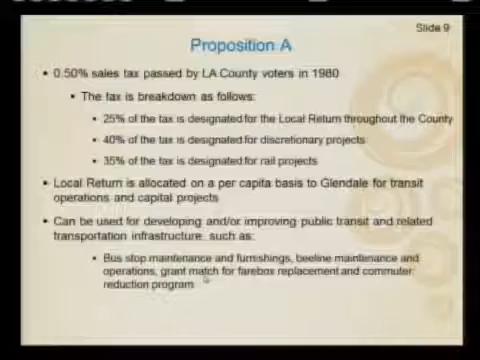 Slide 9
Proposition A
• 0.50% sales tax passed by LA County voters in 1980
• The tax is breakdown as follows:
• 25% of the tax is designated for the Local Return throughout the County
• 40% of the tax is designated for discretionary projects
• 35% of the tax is designated for rail projects
• Local Return is allocated on a per capita basis to Glendale for transit
operations and capital projects
• Can be used for developing and/or improving public transit and related
transportation infrastructure such as:
• Bus stop maintenance and furnishings, beeline maintenance and
operations, grant match for farebox replacement and commuter
reduction program